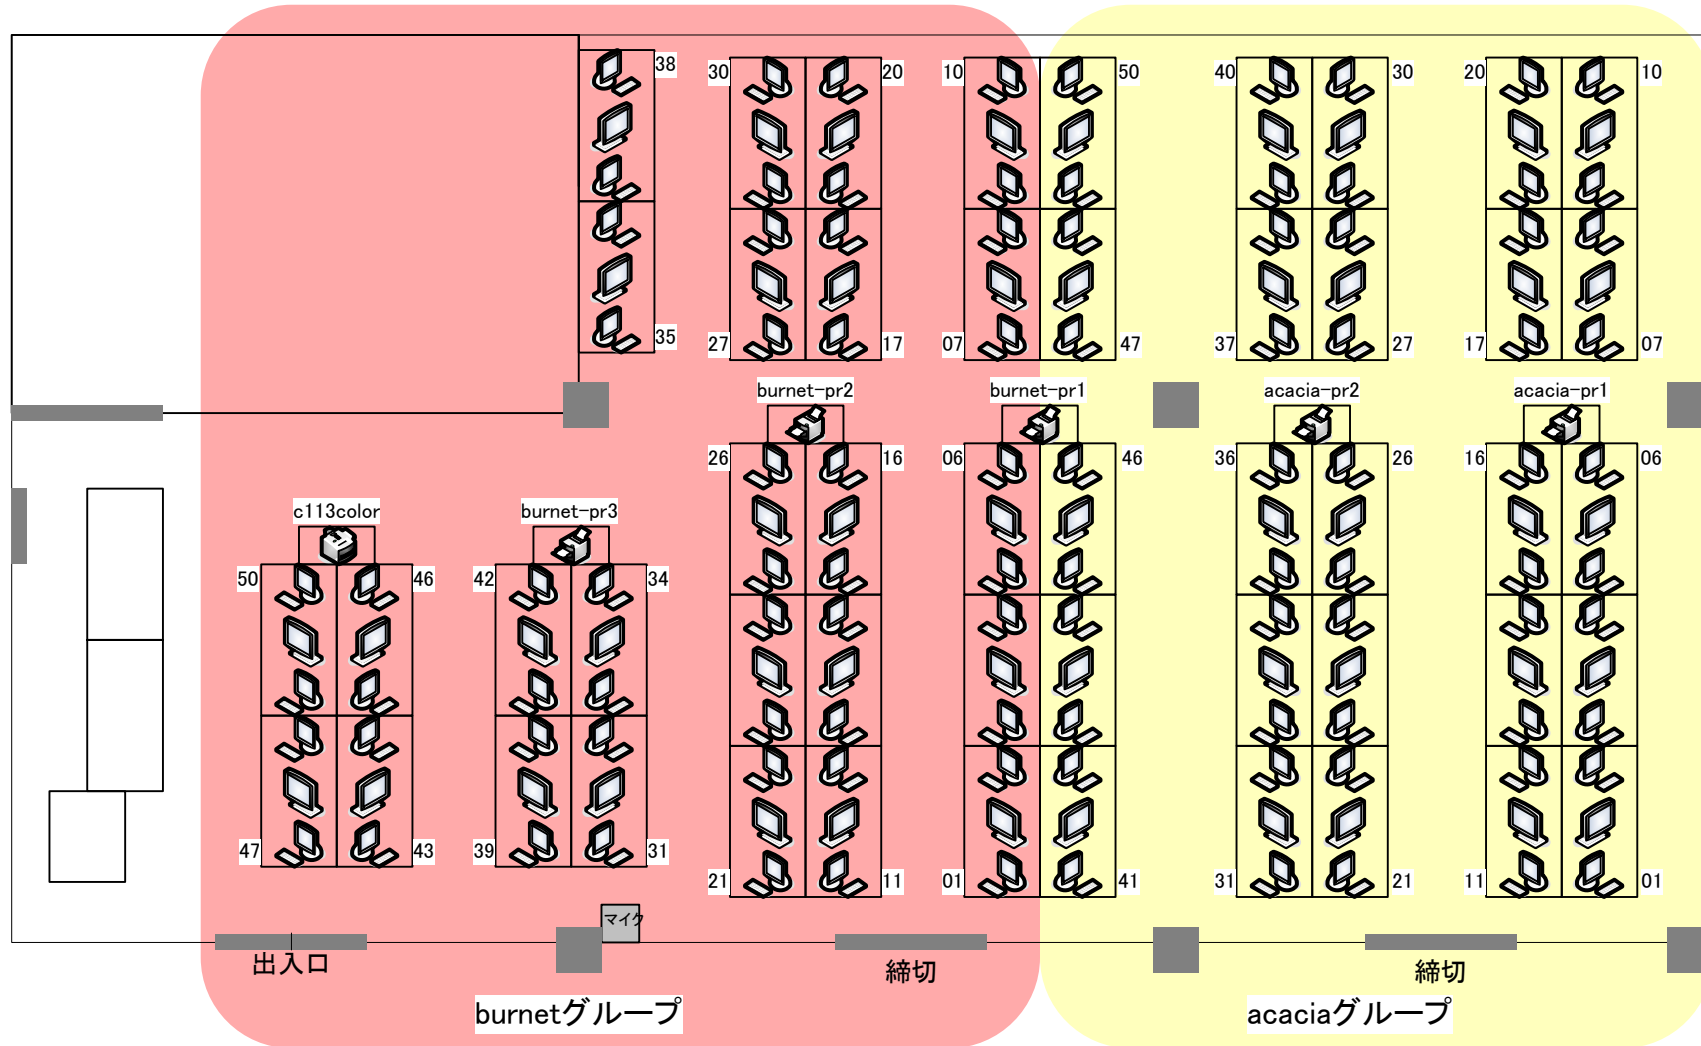 38
30 20 10 50 40 30 20 10
35
27 17 07 47 37 27 17 07
burnet-pr2 burnet-pr1 acacia-pr2 acacia-pr1
26 16 06 46 36 26 16 06
c113color burnet-pr3
50 46 42 34
47 43 39 31
21 11 01 41 31 21 11 01
マイク
出入口 締切 締切
burnetグループ acaciaグループ